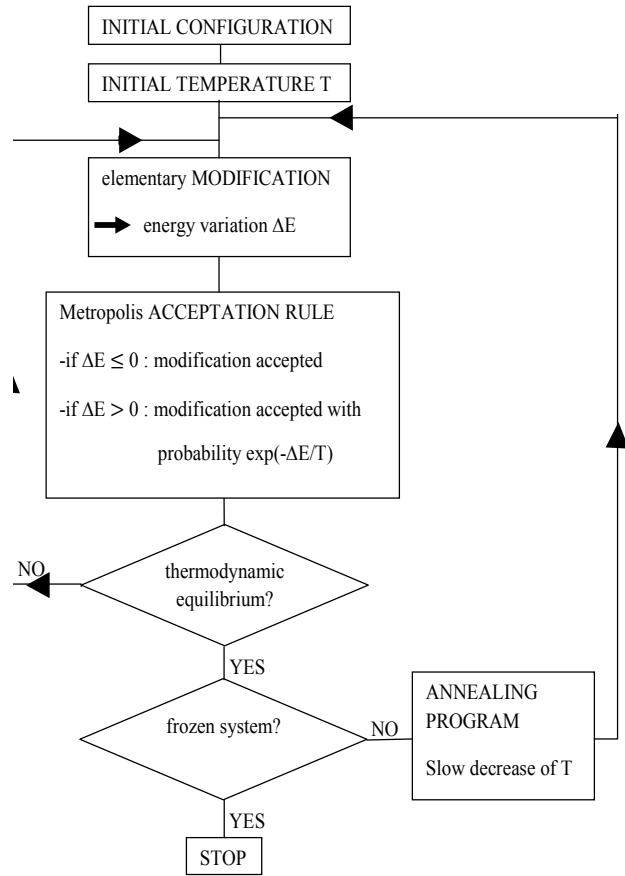 INITIAL CONFIGURATION
INITIAL TEMPERATURE T
elementary MODIFICATION
energy variation ΔE
Metropolis ACCEPTATION RULE
-if ΔE ≤ 0 : modification accepted
-if ΔE > 0 : modification accepted with
probability exp(-ΔE/T)
NO
thermodynamic
equilibrium?
YES
frozen system?
NO
ANNEALING
PROGRAM
Slow decrease of T
YES
STOP